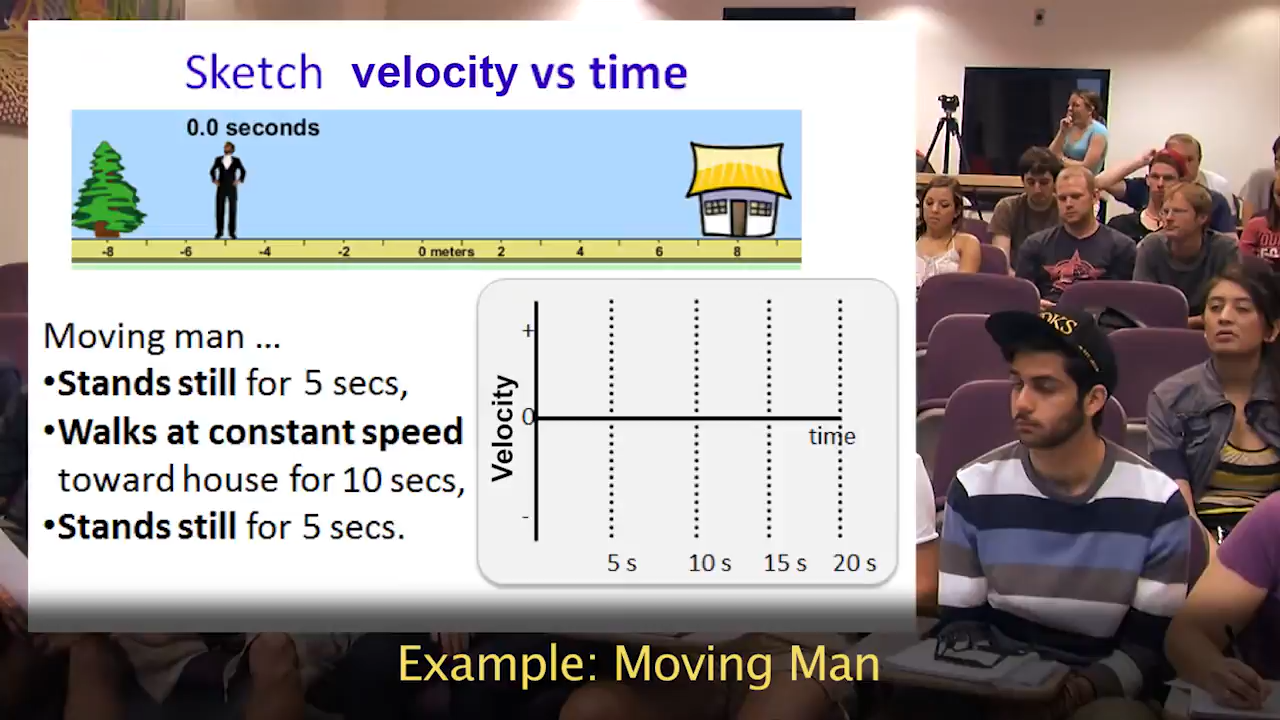 Sketch velocity vs time
0.0 seconds
-8 -6 -4 -2 0 meters 2 4 6 8
Moving man ...
•Stands still for 5 secs,
•Walks at constant speed
toward house for 10 secs,
•Stands still for 5 secs.
Velocity
+
0
-
time
5 s 10 s 15 s 20 s
Example: Moving Man